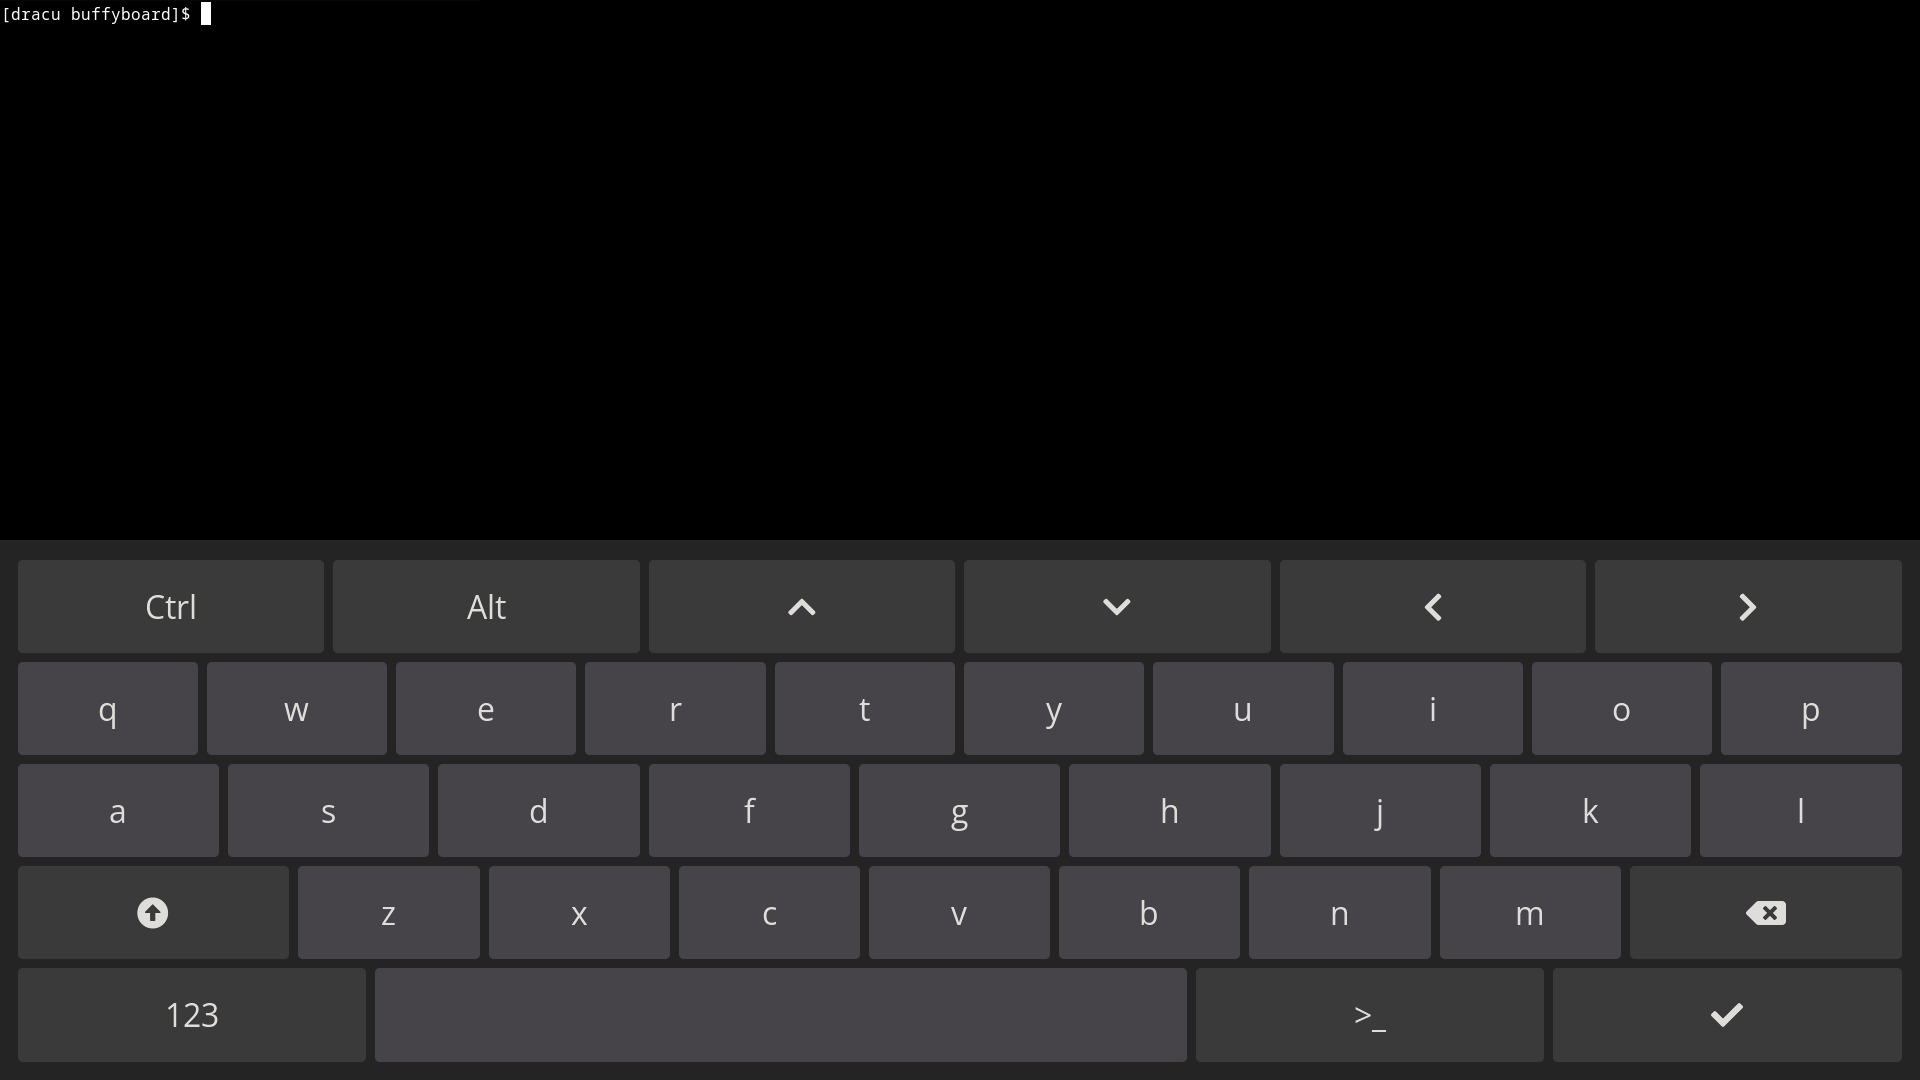 [dracu buffyboard]$
Ctrl Alt
q w e r t y u i o p
a s d f g h j k l
z x c v b n m
123 >_